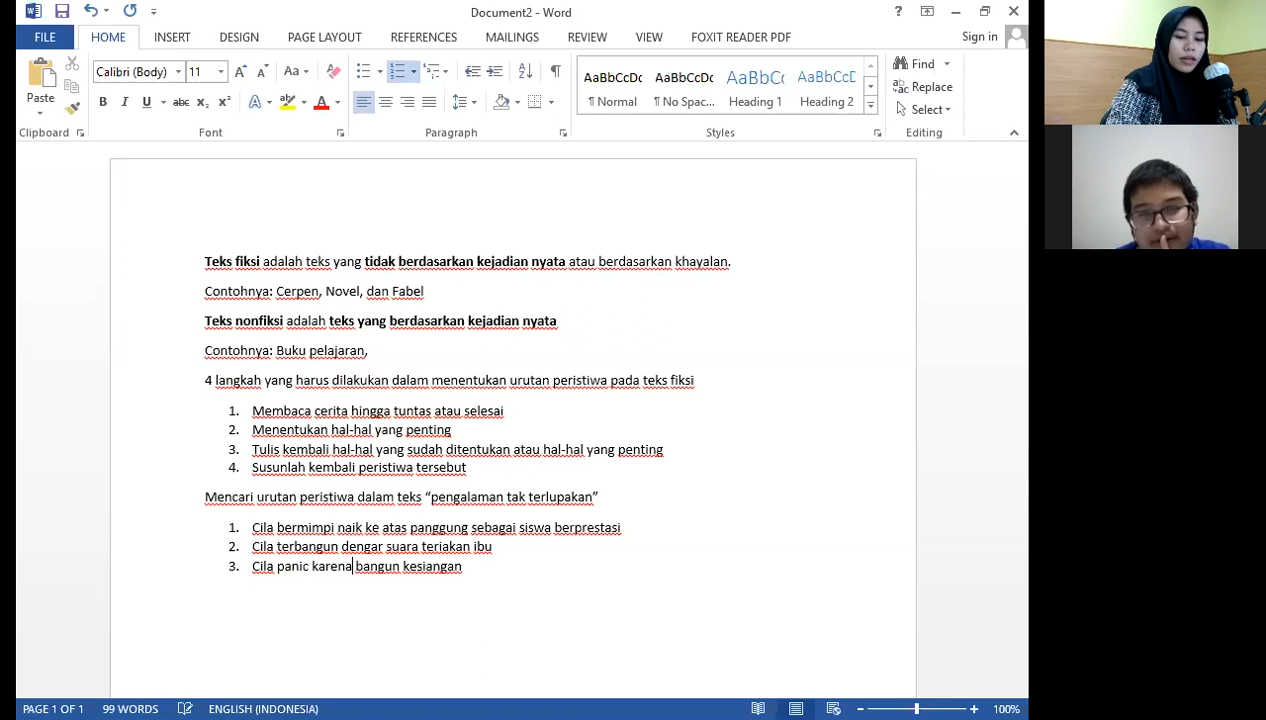 Document2 - Word
?
FILE
HOME
INSERT
DESIGN
PAGE LAYOUT
REFERENCES
MAILINGS
REVIEW
VIEW
FOXIT READER PDF
Sign in
Paste
Calibri (Body)
11
Aa
B I U abc x₂ x²
A
A
AaBbCcDc
AaBbCcDc
AaBbCc
AaBbCcD
¶ Normal
¶ No Spac...
Heading 1
Heading 2
Find
Replace
Select
Clipboard
Font
Paragraph
Styles
Editing
Teks fiksi adalah teks yang tidak berdasarkan kejadian nyata atau berdasarkan khayalan.
Contohnya: Cerpen, Novel, dan Fabel
Teks nonfiksi adalah teks yang berdasarkan kejadian nyata
Contohnya: Buku pelajaran,
4 langkah yang harus dilakukan dalam menentukan urutan peristiwa pada teks fiksi
1. Membaca cerita hingga tuntas atau selesai
2. Menentukan hal-hal yang penting
3. Tulis kembali hal-hal yang sudah ditentukan atau hal-hal yang penting
4. Susunlah kembali peristiwa tersebut
Mencari urutan peristiwa dalam teks “pengalaman tak terlupakan”
1. Cila bermimpi naik ke atas panggung sebagai siswa berprestasi
2. Cila terbangun dengar suara teriakan ibu
3. Cila panic karena bangun kesiangan
PAGE 1 OF 1
99 WORDS
ENGLISH (INDONESIA)
100%